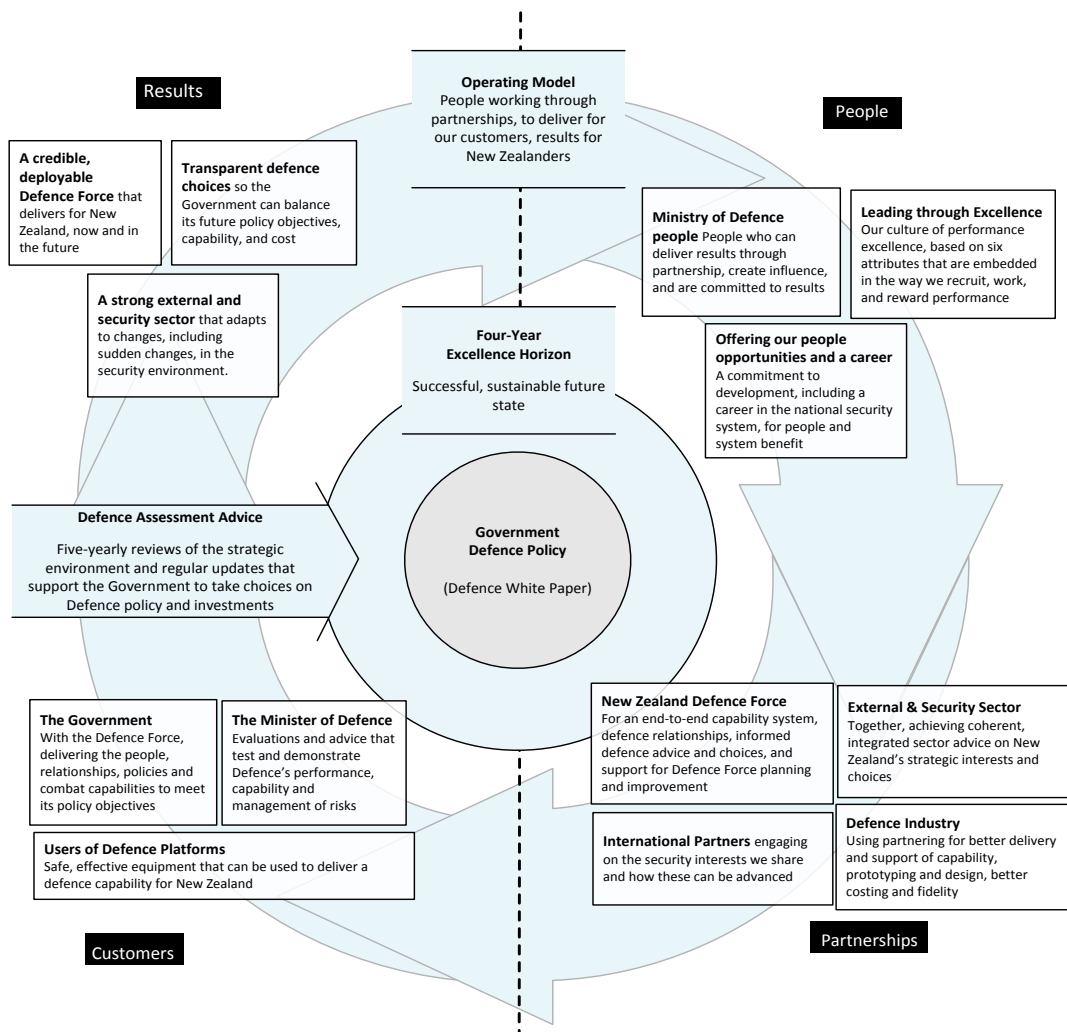 Results
Operating Model
People working through
partnerships, to deliver for
our customers, results for
New Zealanders
People
A credible,
deployable
Defence Force that
delivers for New
Zealand, now and in
the future
Transparent defence
choices so the
Government can balance
its future policy objectives,
capability, and cost
A strong external and
security sector that adapts
to changes, including
sudden changes, in the
security environment.
Ministry of Defence
people People who can
deliver results through
partnership, create influence,
and are committed to results
Leading through Excellence
Our culture of performance
excellence, based on six
attributes that are embedded
in the way we recruit, work,
and reward performance
Offering our people
opportunities and a career
A commitment to
development, including a
career in the national security
system, for people and
system benefit
Four-Year
Excellence Horizon
Successful, sustainable future
state
Defence Assessment Advice
Five-yearly reviews of the strategic
environment and regular updates that
support the Government to take choices on
Defence policy and investments
Government
Defence Policy
(Defence White Paper)
The Government
With the Defence Force,
delivering the people,
relationships, policies and
combat capabilities to meet
its policy objectives
The Minister of Defence
Evaluations and advice that
test and demonstrate
Defence's performance,
capability and
management of risks
Users of Defence Platforms
Safe, effective equipment that can be used to deliver a
defence capability for New Zealand
New Zealand Defence Force
For an end-to-end capability system,
defence relationships, informed
defence advice and choices, and
support for Defence Force planning
and improvement
External & Security Sector
Together, achieving coherent,
integrated sector advice on New
Zealand's strategic interests and
choices
International Partners engaging
on the security interests we share
and how these can be advanced
Defence Industry
Using partnering for better delivery
and support of capability,
prototyping and design, better
costing and fidelity
Customers
Partnerships